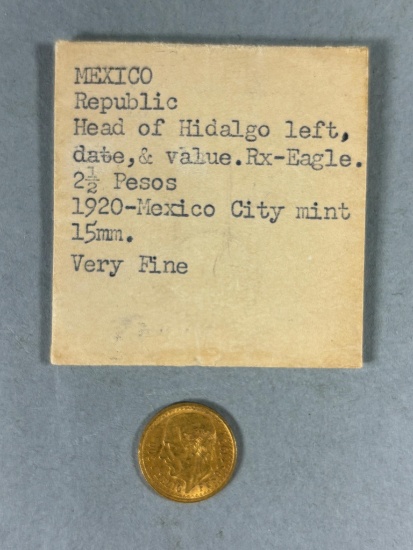 MEXICO
Republic
Head of Hidalgo left,
date,& value.Rx-Eagle.
2½ Pesos
1920-Mexico City mint
15mm.
Very Fine